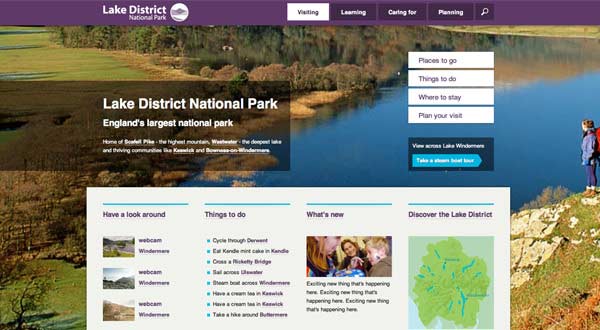 Lake District
National Park
Visiting
Learning
Caring for
Planning
Places to go
Things to do
Where to stay
Plan your visit
Lake District National Park
England's largest national park
Home of Scafell Pike - the highest mountain, Wastwater - the deepest lake
and thriving communities like Keswick and Bowness-on-Windermere.
View across Lake Windermere
Take a steam boat tour
Have a look around
webcam
Windermere
webcam
Windermere
webcam
Windermere
Things to do
Cycle through Derwent
Eat Kendle mint cake in Kendle
Cross a Ricketty Bridge
Sail across Ulswater
Steam boat across Windermere
Have a cream tea in Keswick
Have a cream tea in Keswick
Take a hike around Buttermere
What's new
Exciting new thing that's happening
here. Exciting new thing that's
happening here. Exciting new thing
that's happening here.
Discover the Lake District